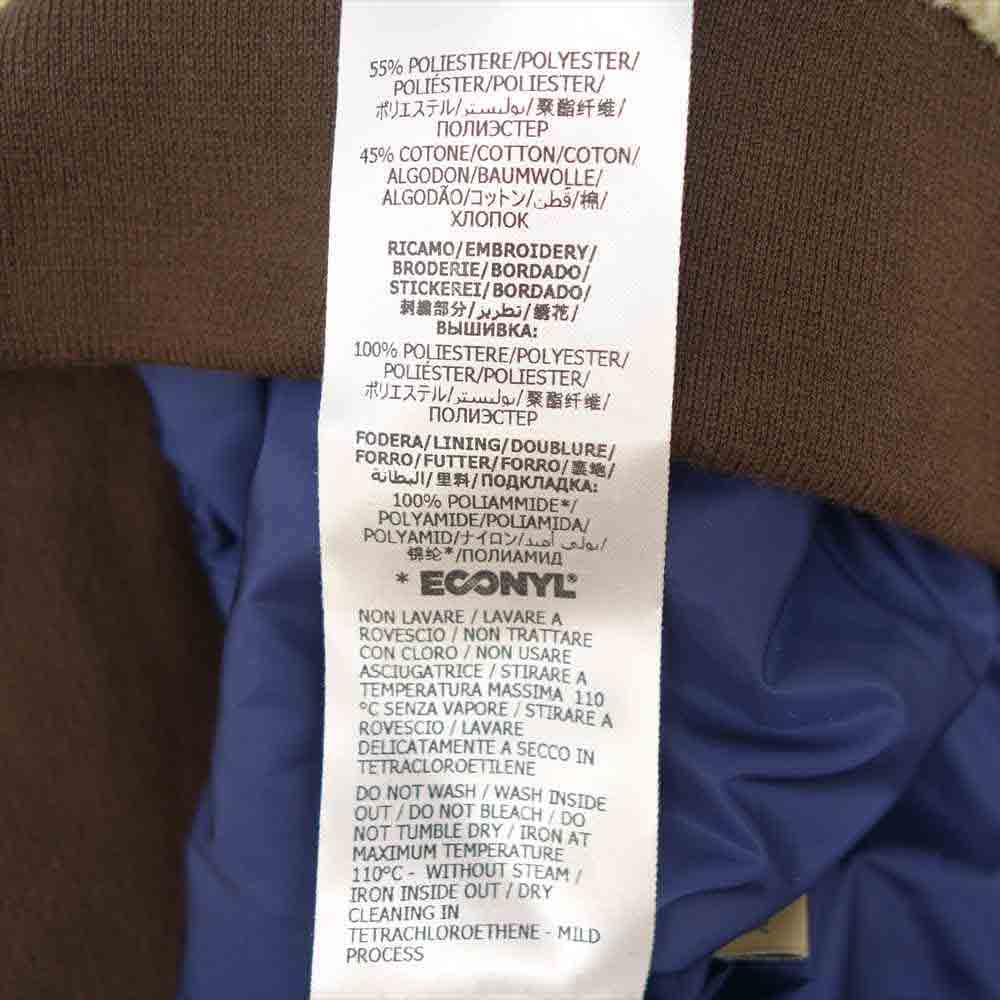 55% POLIESTERE/POLYESTER/
POLIÉSTER/POLIESTER/
ポリエステル/بوليستر/聚酯纤维/
ПОЛИЭСТЕР
45% COTONE/COTTON/COTON/
ALGODON/BAUMWOLLE/
ALGODÃO/コットン/قطن/棉/
ХЛОПОК
RICAMO/EMBROIDERY/
BRODERIE/BORDADO/
STICKEREI/BORDADO/
刺繍部分/تطريز/绣花/
ВЫШИВКА:
100% POLIESTERE/POLYESTER/
POLIÉSTER/POLIESTER/
ポリエステル/بوليستر/聚酯纤维/
ПОЛИЭСТЕР
FODERA/LINING/DOUBLURE/
FORRO/FUTTER/FORRO/裏地/
البطانة/里料/ПОДКЛАДКА:
100% POLIAMMIDE*/
POLYAMIDE/POLIAMIDA/
POLYAMID/ナイロン/بولي أميد/
锦纶*/ПОЛИАМИД
* ECONYL®
NON LAVARE / LAVARE A
ROVESCIO / NON TRATTARE
CON CLORO / NON USARE
ASCIUGATRICE / STIRARE A
TEMPERATURA MASSIMA 110
°C SENZA VAPORE / STIRARE A
ROVESCIO / LAVARE
DELICATAMENTE A SECCO IN
TETRACLOROETILENE
DO NOT WASH / WASH INSIDE
OUT / DO NOT BLEACH / DO
NOT TUMBLE DRY / IRON AT
MAXIMUM TEMPERATURE
110°C - WITHOUT STEAM /
IRON INSIDE OUT / DRY
CLEANING IN
TETRACHLOROETHENE - MILD
PROCESS